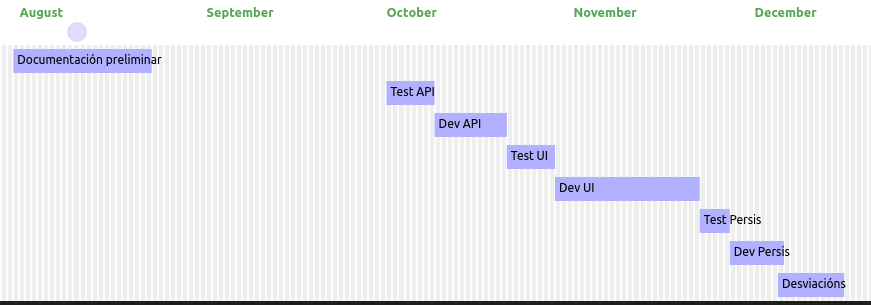 August September October November December
Documentación preliminar
Test API
Dev API
Test UI
Dev UI
Test Persis
Dev Persis
Desviacións